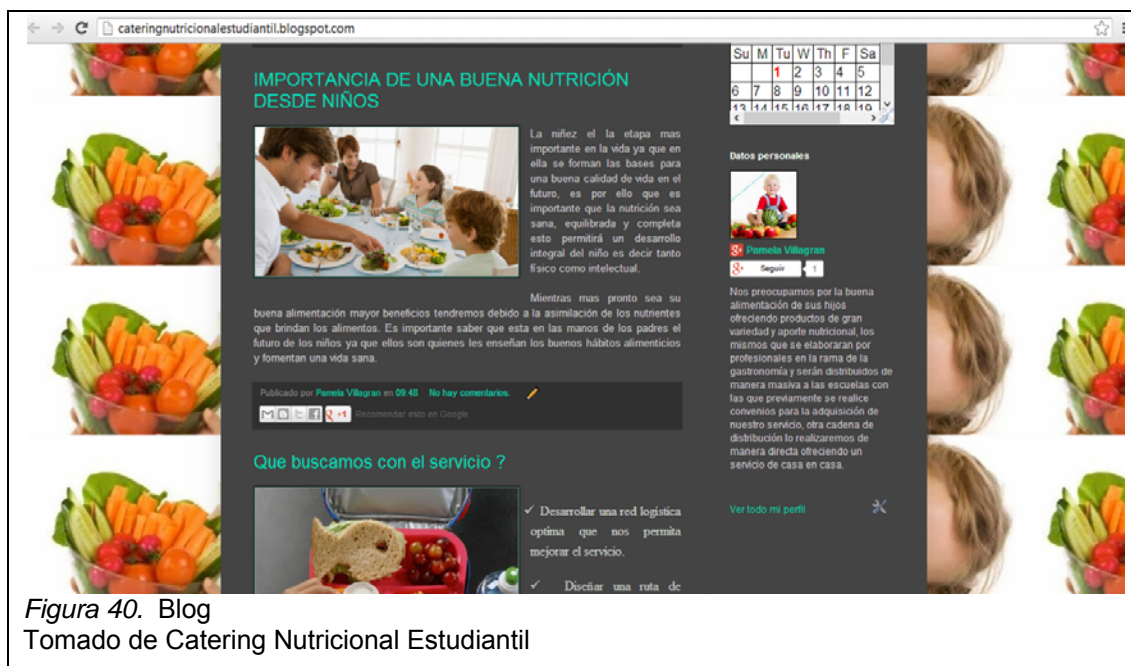 cateringnutricionalestudiantil.blogspot.com
IMPORTANCIA DE UNA BUENA NUTRICIÓN
DESDE NIÑOS
La niñez el la etapa mas
importante en la vida ya que en
ella se forman las bases para
una buena calidad de vida en el
futuro, es por ello que es
importante que la nutrición sea
sana, equilibrada y completa
esto permitirá un desarrollo
integral del niño es decir tanto
físico como intelectual.
Mientras mas pronto sea su
buena alimentación mayor beneficios tendremos debido a la asimilación de los nutrientes
que brindan los alimentos. Es importante saber que esta en las manos de los padres el
futuro de los niños ya que ellos son quienes les enseñan los buenos hábitos alimenticios
y fomentan una vida sana.
Publicado por Pamela Villagran en 09:48 No hay comentarios:
+1 Recomendar esto en Google
Que buscamos con el servicio ?
✓ Desarrollar una red logística
optima que nos permita
mejorar el servicio.
✓ Diseñar una ruta de
Su M Tu W Th F Sa
1 2 3 4 5
6 7 8 9 10 11 12
13 14 15 16 17 18 19
Datos personales
Pamela Villagran
Seguir 1
Nos preocupamos por la buena
alimentación de sus hijos
ofreciendo productos de gran
variedad y aporte nutricional, los
mismos que se elaboraran por
profesionales en la rama de la
gastronomía y serán distribuidos de
manera masiva a las escuelas con
las que previamente se realice
convenios para la adquisición de
nuestro servicio, otra cadena de
distribución lo realizaremos de
manera directa ofreciendo un
servicio de casa en casa.
Ver todo mi perfil
Figura 40. Blog
Tomado de Catering Nutricional Estudiantil